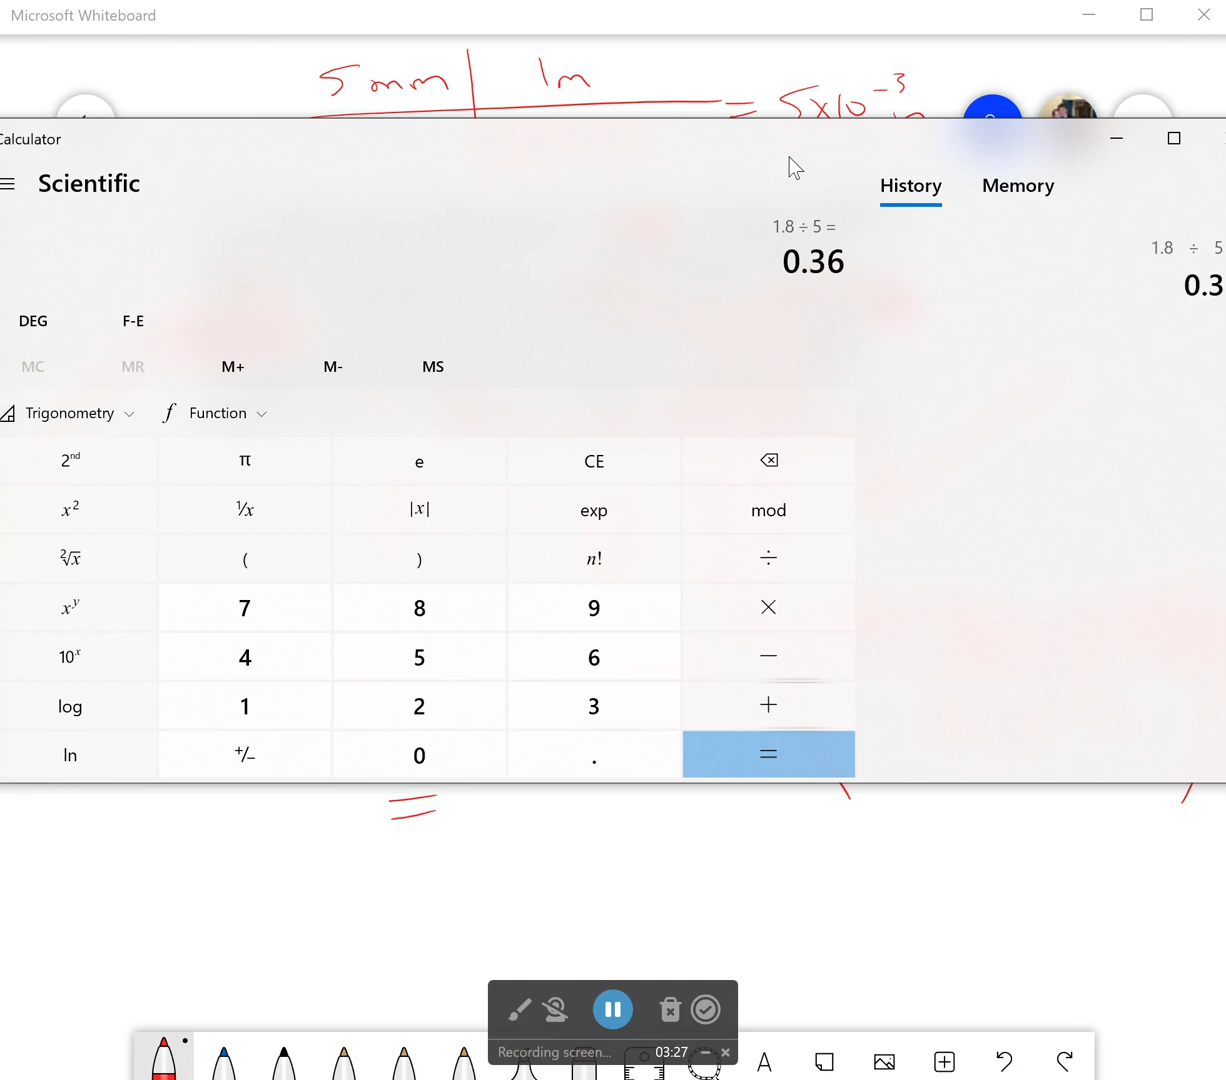 Microsoft Whiteboard
5 mm | 1m
= 5x10⁻³
Calculator
Scientific
History Memory
1.8 ÷ 5 =
0.36
1.8 ÷ 5
0.3
DEG F-E
MC MR M+ M- MS
Trigonometry f Function
2ⁿᵈ π e CE
x² ¹/x |x| exp mod
²√x ( ) n! ÷
xʸ 7 8 9 ×
10ˣ 4 5 6 −
log 1 2 3 +
ln +/− 0 . =
=
Recording screen... 03:27
A